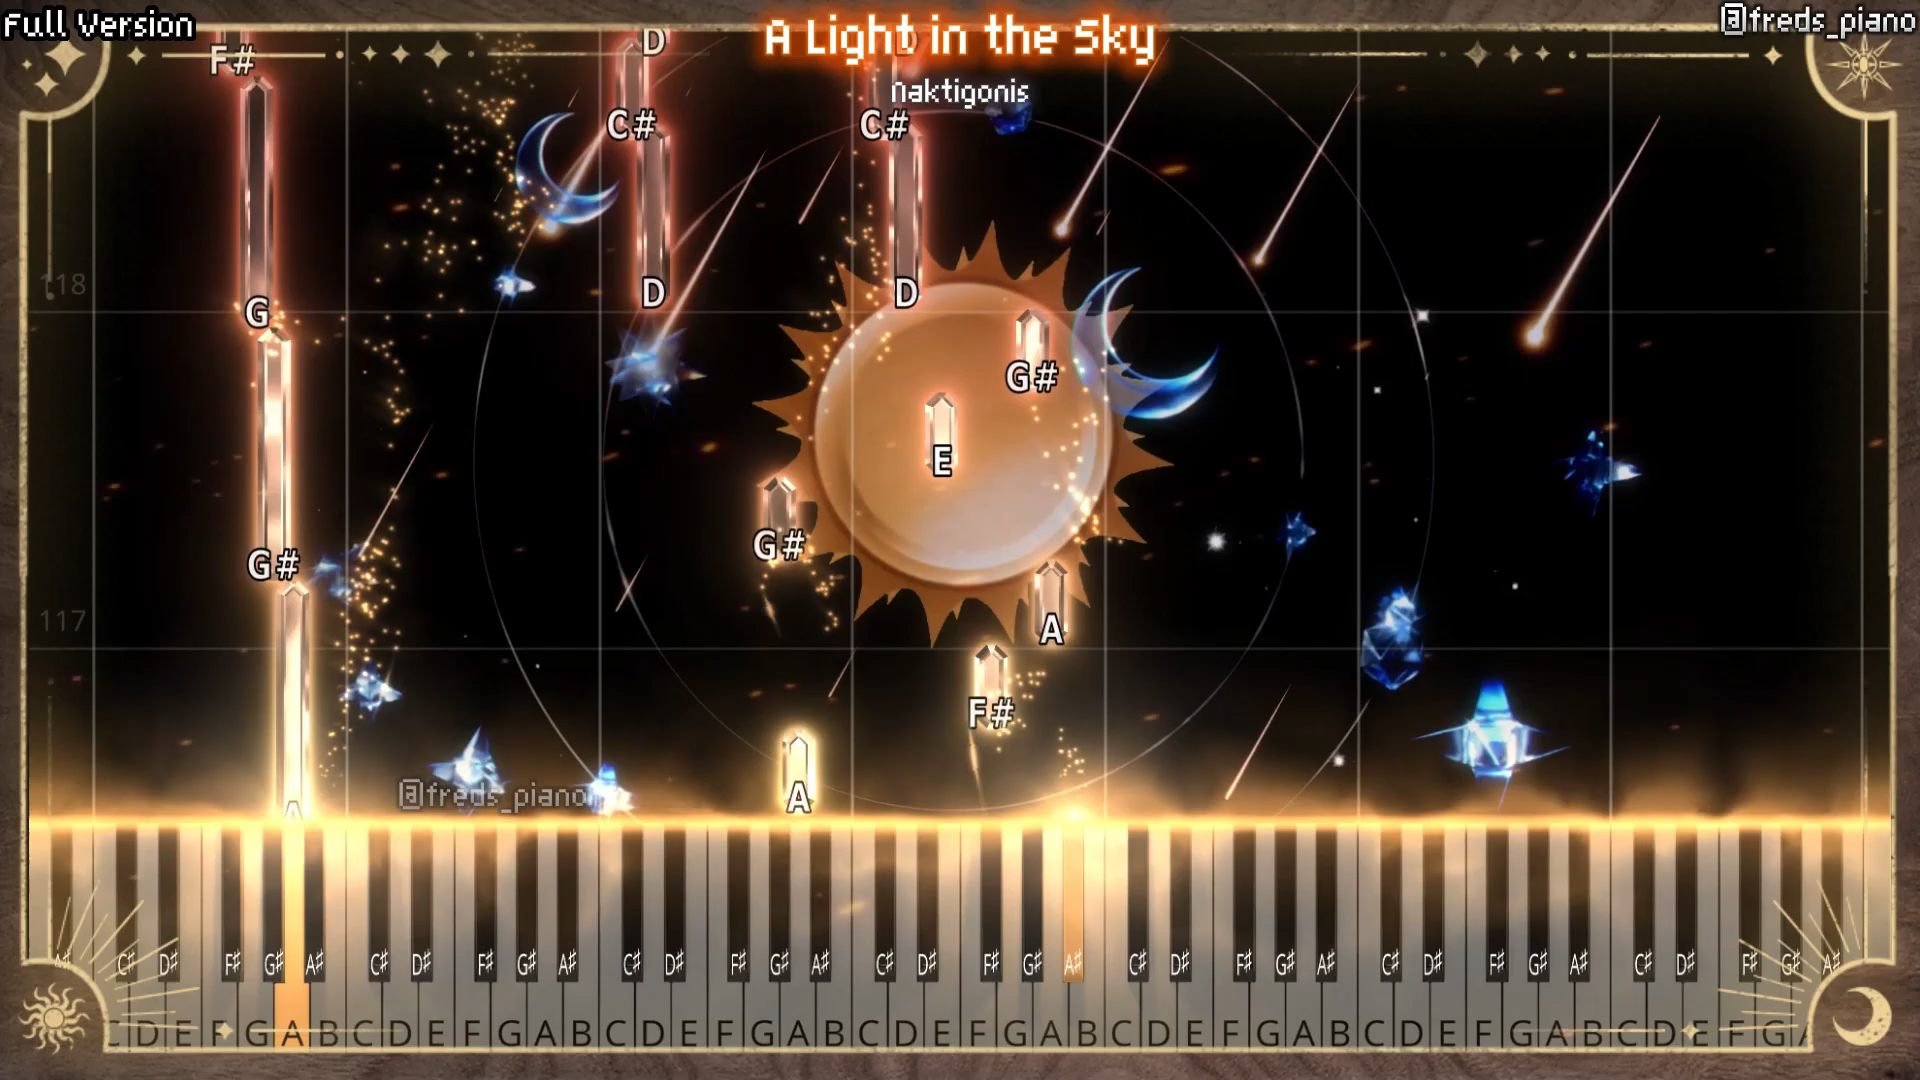 Full Version
A Light in the Sky
@freds_piano
Naktigonis
F#
D
C#
C#
118
D
D
G
G#
E
G#
G#
117
A
F#
@freds_piano
A
A
C# D# F# G# A# C# D# F# G# A# C# D# F# G# A# C# D# F# G# A# C# D# F# G# A# C# D# F# G# A# C# D# F# G# A#
C D E F G A B C D E F G A B C D E F G A B C D E F G A B C D E F G A B C D E F G A B C D E F G